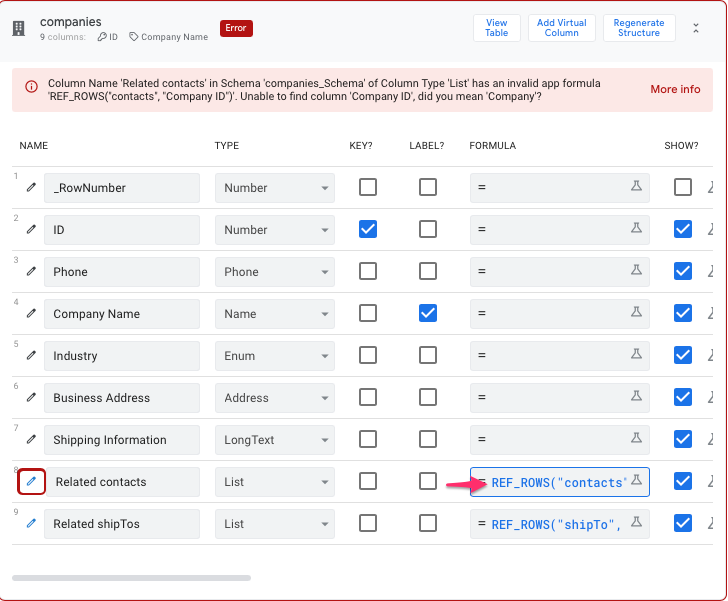 companies
9 columns: ID Company Name
Error
View Table
Add Virtual Column
Regenerate Structure
Column Name 'Related contacts' in Schema 'companies_Schema' of Column Type 'List' has an invalid app formula
'REF_ROWS("contacts", "Company ID")'. Unable to find column 'Company ID', did you mean 'Company'?
More info
NAME TYPE KEY? LABEL? FORMULA SHOW?
1 _RowNumber Number =
2 ID Number =
3 Phone Phone =
4 Company Name Name =
5 Industry Enum =
6 Business Address Address =
7 Shipping Information LongText =
8 Related contacts List = REF_ROWS("contacts"
9 Related shipTos List = REF_ROWS("shipTo",